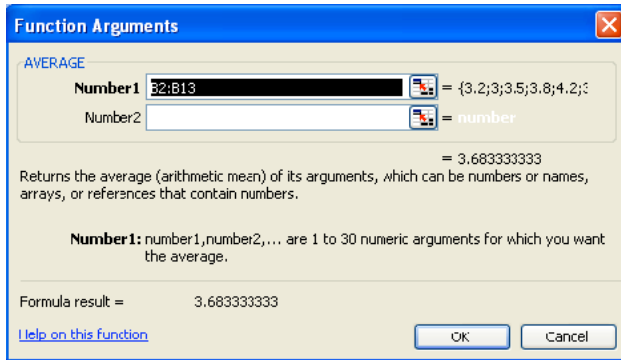 Function Arguments
AVERAGE
Number1 B2:B13 = {3.2;3;3.5;3.8;4.2;3
Number2 = number
= 3.683333333
Returns the average (arithmetic mean) of its arguments, which can be numbers or names,
arrays, or references that contain numbers.
Number1: number1,number2,... are 1 to 30 numeric arguments for which you want
the average.
Formula result = 3.683333333
Help on this function
OK
Cancel